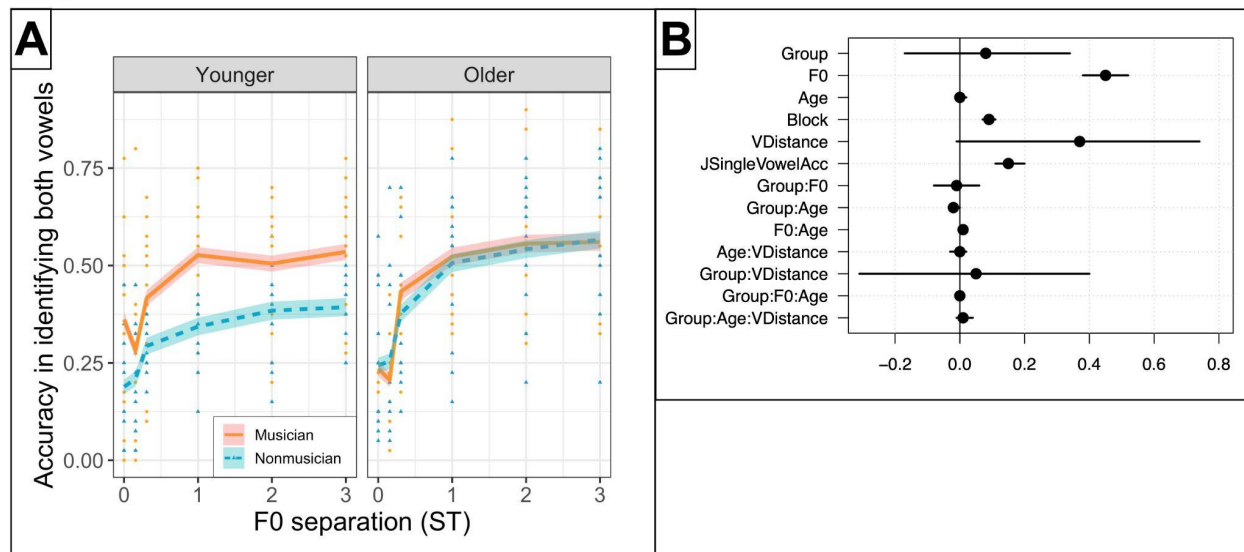 A
Younger
Older
Accuracy in identifying both vowels
0.75
0.50
0.25
0.00
Musician
Nonmusician
0 1 2 3
0 1 2 3
F0 separation (ST)
B
Group
F0
Age
Block
VDistance
JSingleVowelAcc
Group:F0
Group:Age
F0:Age
Age:VDistance
Group:VDistance
Group:F0:Age
Group:Age:VDistance
−0.2 0.0 0.2 0.4 0.6 0.8